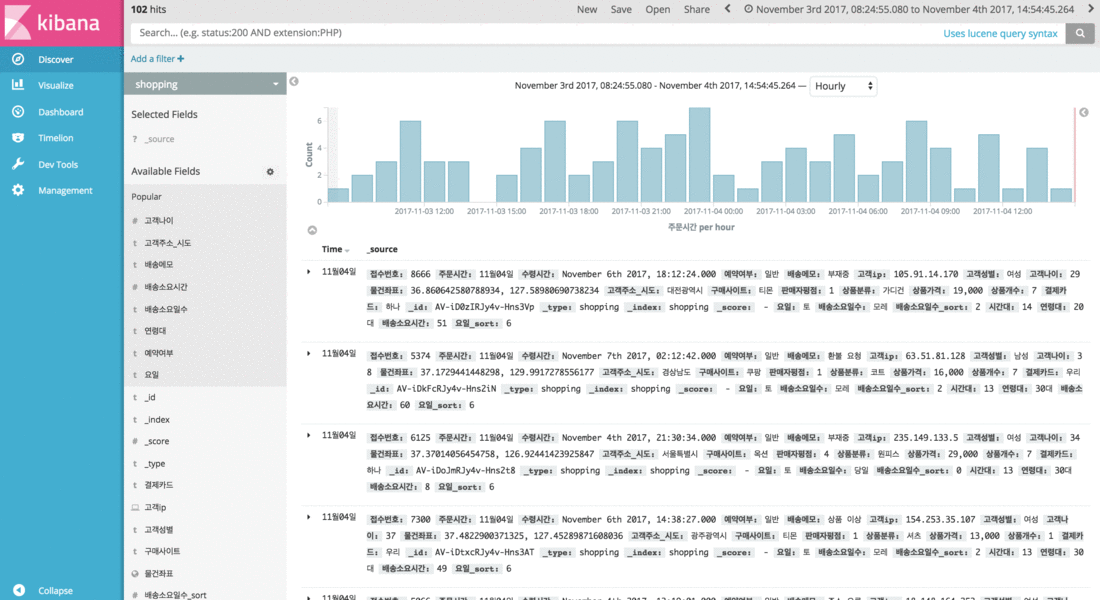 kibana
Discover
Visualize
Dashboard
Timelion
Dev Tools
Management
Collapse
102 hits
New Save Open Share November 3rd 2017, 08:24:55.080 to November 4th 2017, 14:54:45.264
Search... (e.g. status:200 AND extension:PHP)
Uses lucene query syntax
Add a filter +
shopping
Selected Fields
? _source
Available Fields
Popular
# 고객나이
t 고객주소_시도
t 배송메모
# 배송소요시간
t 배송소요일수
t 연령대
t 예약여부
t 요일
t _id
t _index
# _score
t _type
t 결제카드
고객ip
t 고객성별
t 구매사이트
물건좌표
# 배송소요일수_sort
November 3rd 2017, 08:24:55.080 - November 4th 2017, 14:54:45.264 — Hourly
Count
6
4
2
0
2017-11-03 12:00 2017-11-03 15:00 2017-11-03 18:00 2017-11-03 21:00 2017-11-04 00:00 2017-11-04 03:00 2017-11-04 06:00 2017-11-04 09:00 2017-11-04 12:00
주문시간 per hour
Time _source
11월04일 접수번호: 8666 주문시간: 11월04일 수령시간: November 6th 2017, 18:12:24.000 예약여부: 일반 배송메모: 부재중 고객ip: 105.91.14.170 고객성별: 여성 고객나이: 29
물건좌표: 36.860642580788934, 127.58980690738234 고객주소_시도: 대전광역시 구매사이트: 티몬 판매자평점: 1 상품분류: 가디건 상품가격: 19,000 상품개수: 7 결제카
드: 하나 _id: AV-iD0zIRJy4v-Hns3Vp _type: shopping _index: shopping _score: - 요일: 토 배송소요일수: 모레 배송소요일수_sort: 2 시간대: 14 연령대: 20
대 배송소요시간: 51 요일_sort: 6
11월04일 접수번호: 5374 주문시간: 11월04일 수령시간: November 7th 2017, 02:12:42.000 예약여부: 일반 배송메모: 환불 요청 고객ip: 63.51.81.128 고객성별: 남성 고객나이: 3
8 물건좌표: 37.1729441448298, 129.9917278556177 고객주소_시도: 경상남도 구매사이트: 쿠팡 판매자평점: 1 상품분류: 코트 상품가격: 16,000 상품개수: 7 결제카드: 우리
_id: AV-iDkFcRJy4v-Hns2iN _type: shopping _index: shopping _score: - 요일: 토 배송소요일수: 모레 배송소요일수_sort: 2 시간대: 13 연령대: 30대 배송소
요시간: 60 요일_sort: 6
11월04일 접수번호: 6125 주문시간: 11월04일 수령시간: November 4th 2017, 21:30:34.000 예약여부: 일반 배송메모: 부재중 고객ip: 235.149.133.5 고객성별: 여성 고객나이: 34
물건좌표: 37.37014056454758, 126.92441423925847 고객주소_시도: 서울특별시 구매사이트: 옥션 판매자평점: 4 상품분류: 원피스 상품가격: 29,000 상품개수: 7 결제카드:
하나 _id: AV-iDoJmRJy4v-Hns2t8 _type: shopping _index: shopping _score: - 요일: 토 배송소요일수: 당일 배송소요일수_sort: 0 시간대: 13 연령대: 30대
배송소요시간: 8 요일_sort: 6
11월04일 접수번호: 7300 주문시간: 11월04일 수령시간: November 6th 2017, 14:38:27.000 예약여부: 일반 배송메모: 상품 이상 고객ip: 154.253.35.107 고객성별: 여성 고객나
이: 37 물건좌표: 37.4822900371325, 127.45289871608036 고객주소_시도: 광주광역시 구매사이트: 티몬 판매자평점: 1 상품분류: 셔츠 상품가격: 13,000 상품개수: 1 결제카
드: 우리 _id: AV-iDtxcRJy4v-Hns3AT _type: shopping _index: shopping _score: - 요일: 토 배송소요일수: 모레 배송소요일수_sort: 2 시간대: 13 연령대: 30
대 배송소요시간: 49 요일_sort: 6